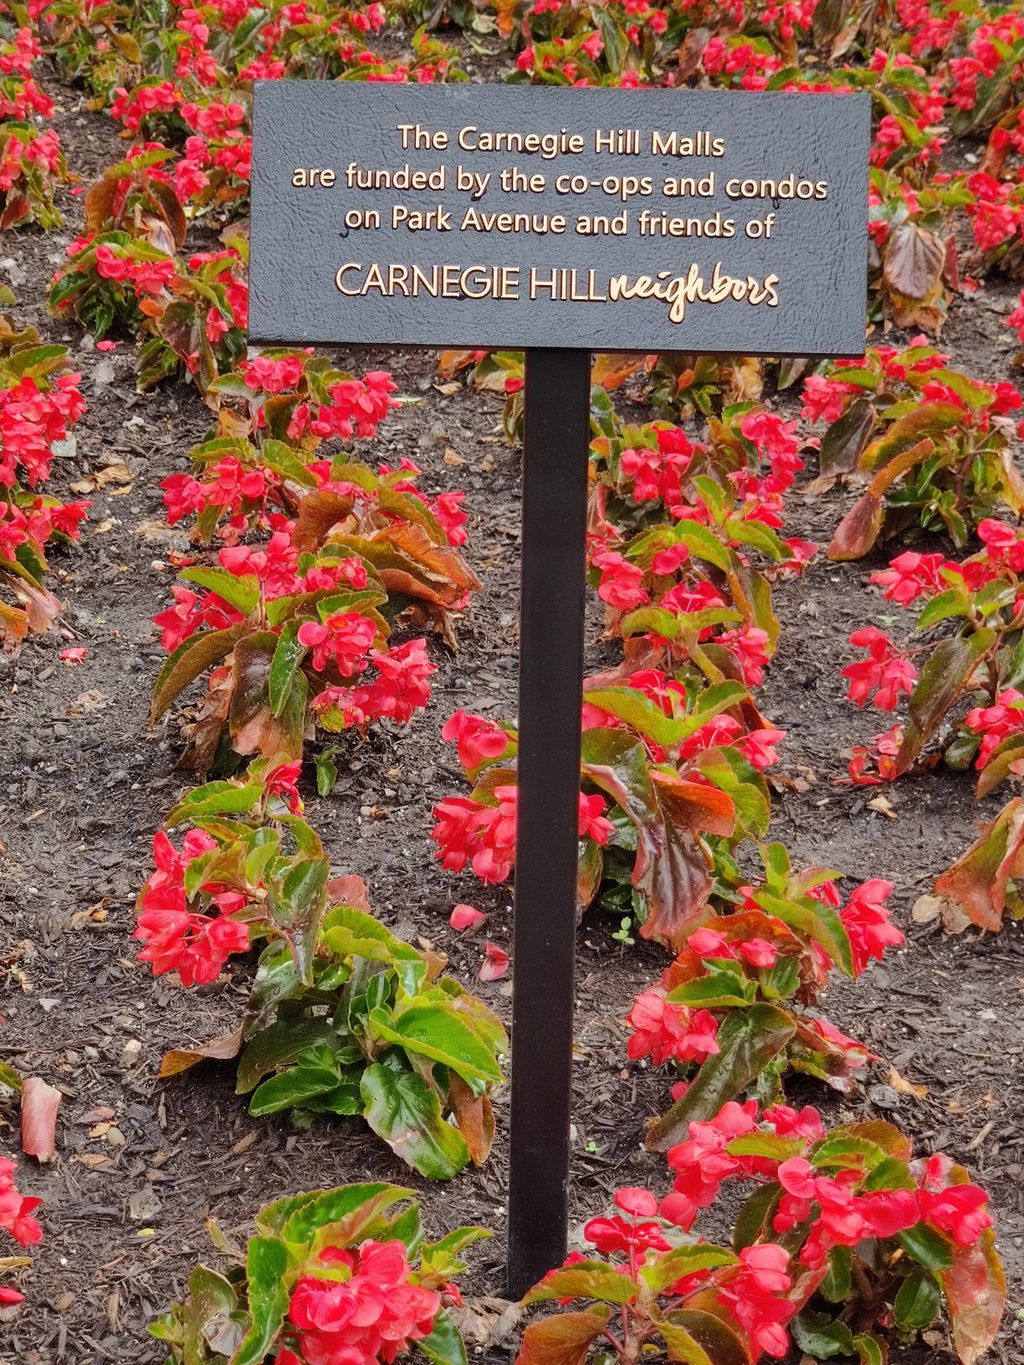 The Carnegie Hill Malls
are funded by the co-ops and condos
on Park Avenue and friends of
CARNEGIE HILL neighbors